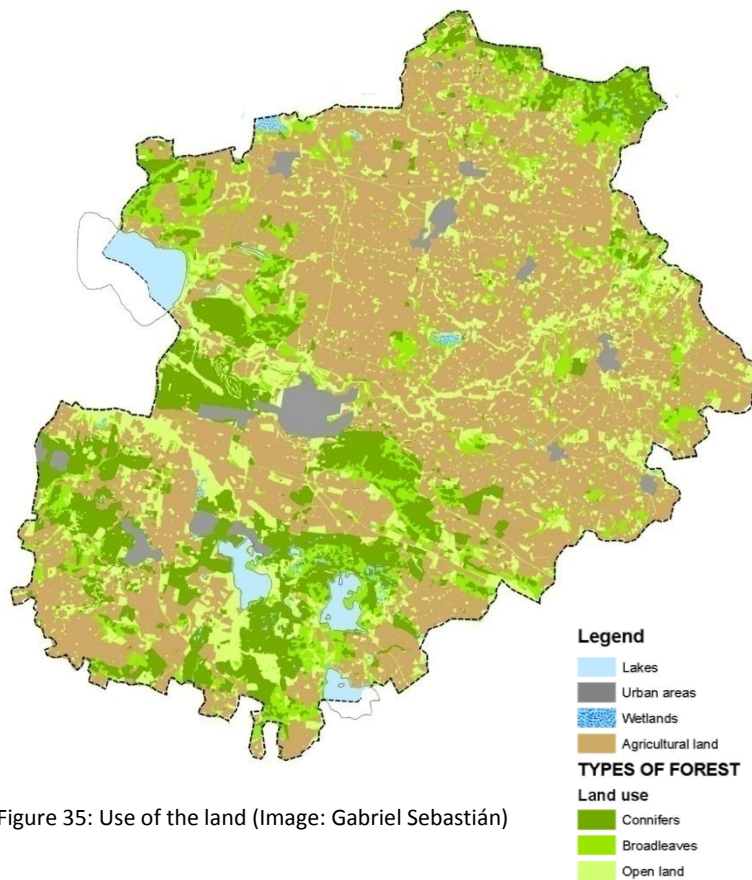 Legend
Lakes
Urban areas
Wetlands
Agricultural land
TYPES OF FOREST
Land use
Connifers
Broadleaves
Open land
Figure 35: Use of the land (Image: Gabriel Sebastián)